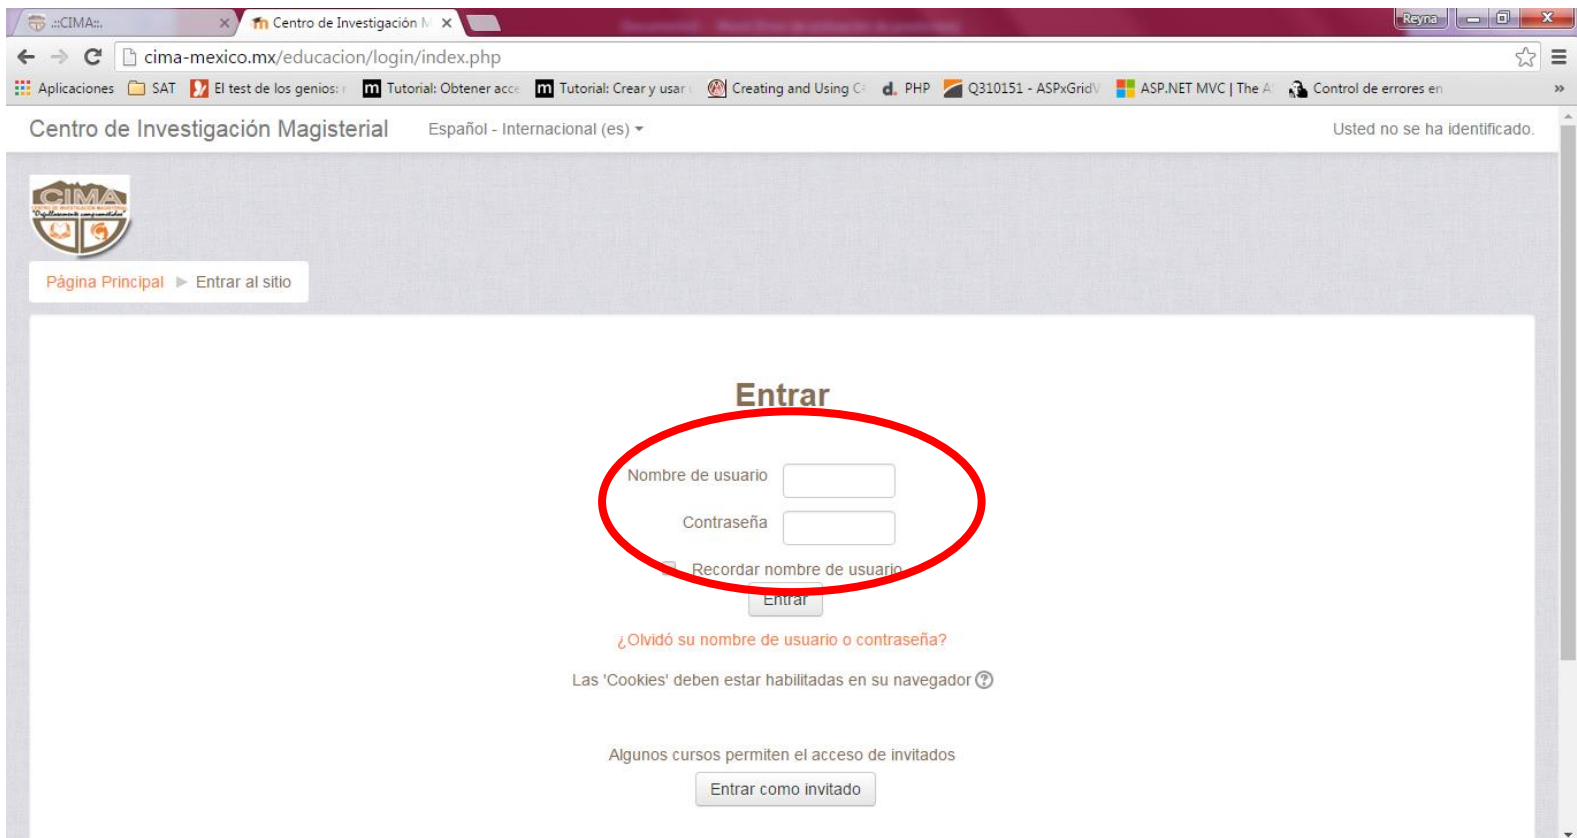 .::CIMA::.
Centro de Investigación M
Reyna
cima-mexico.mx/educacion/login/index.php
Aplicaciones SAT El test de los genios: Tutorial: Obtener acce Tutorial: Crear y usar Creating and Using Ca d. PHP Q310151 - ASPxGridV ASP.NET MVC | The A Control de errores en »
Centro de Investigación Magisterial Español - Internacional (es) Usted no se ha identificado.
CIMA
Página Principal Entrar al sitio
Entrar
Nombre de usuario
Contraseña
Recordar nombre de usuario
Entrar
¿Olvidó su nombre de usuario o contraseña?
Las 'Cookies' deben estar habilitadas en su navegador ?
Algunos cursos permiten el acceso de invitados
Entrar como invitado